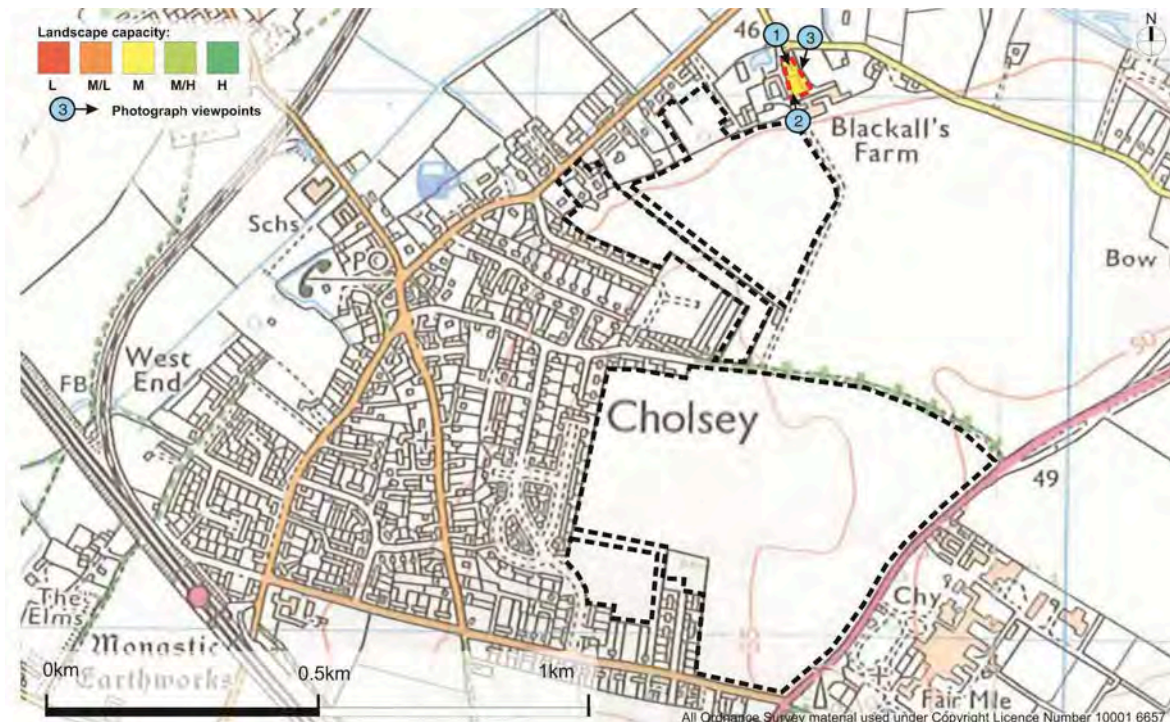 Landscape capacity:
L M/L M M/H H
3 Photograph viewpoints
46
1
3
N
2
Blackall's
Farm
Schs
PO
Bow
West
End
FB
50
Cholsey
49
The
Elms
Chy
Monastic
Earthworks
Fair Mle
0km 0.5km 1km
All Ordnance Survey material used under Copyright Licence Number 10001 6657